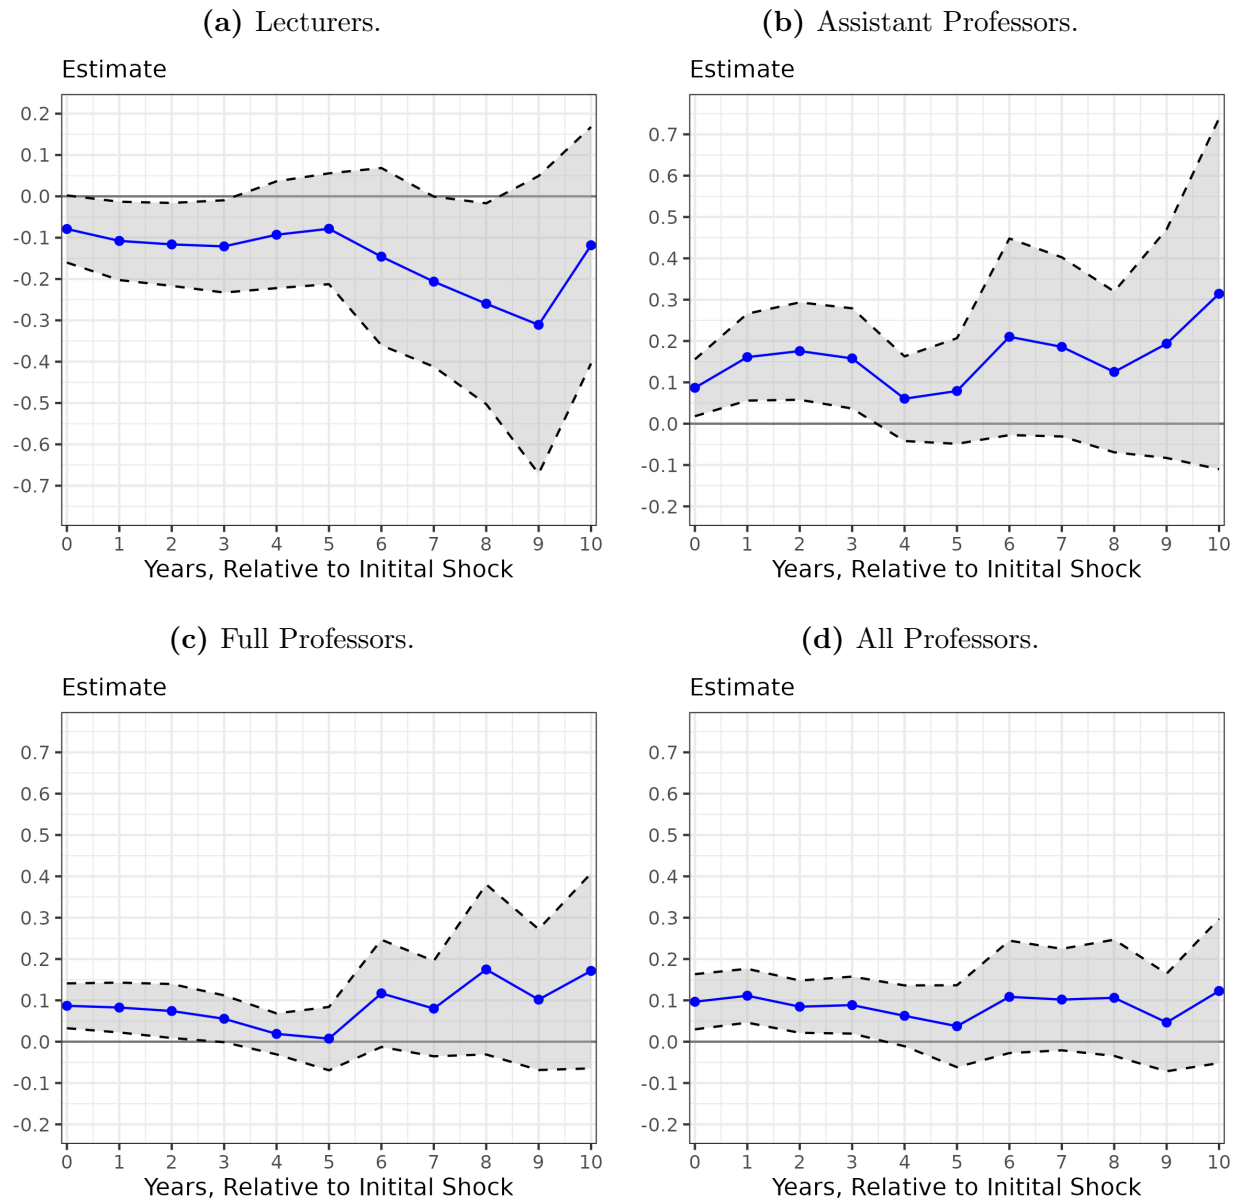 (a) Lecturers.
Estimate
0.2
0.1
0.0
-0.1
-0.2
-0.3
-0.4
-0.5
-0.6
-0.7
0 1 2 3 4 5 6 7 8 9 10
Years, Relative to Initital Shock
(b) Assistant Professors.
Estimate
0.7
0.6
0.5
0.4
0.3
0.2
0.1
0.0
-0.1
-0.2
0 1 2 3 4 5 6 7 8 9 10
Years, Relative to Initital Shock
(c) Full Professors.
Estimate
0.7
0.6
0.5
0.4
0.3
0.2
0.1
0.0
-0.1
-0.2
0 1 2 3 4 5 6 7 8 9 10
Years, Relative to Initital Shock
(d) All Professors.
Estimate
0.7
0.6
0.5
0.4
0.3
0.2
0.1
0.0
-0.1
-0.2
0 1 2 3 4 5 6 7 8 9 10
Years, Relative to Initital Shock